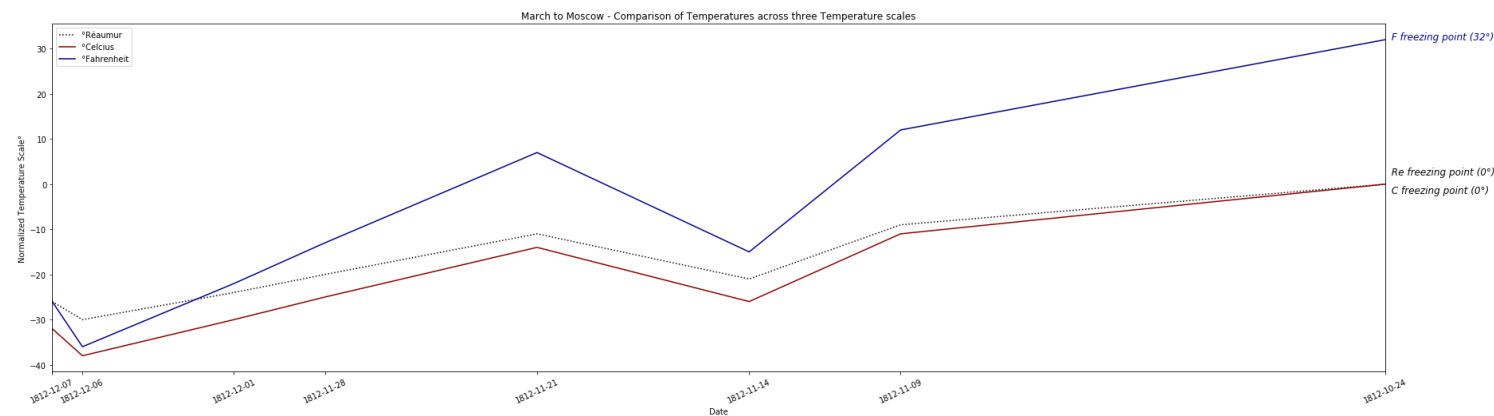 March to Moscow - Comparison of Temperatures across three Temperature scales
°Réaumur
°Celcius
°Fahrenheit
F freezing point (32°)
Re freezing point (0°)
C freezing point (0°)
Normalized Temperature Scale°
30
20
10
0
−10
−20
−30
−40
1812-12-07
1812-12-06
1812-12-01
1812-11-28
1812-11-21
1812-11-14
1812-11-09
1812-10-24
Date